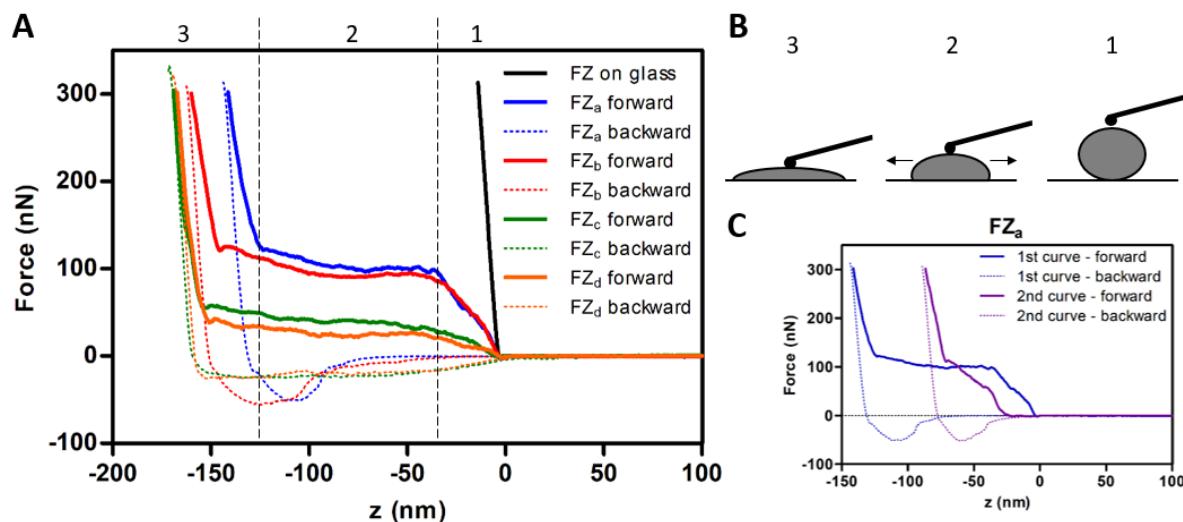 A
3 2 1
FZ on glass
FZa forward
FZa backward
FZb forward
FZb backward
FZc forward
FZc backward
FZd forward
FZd backward
300
200
100
0
-100
Force (nN)
-200 -150 -100 -50 0 50 100
z (nm)
B
3 2 1
C
FZa
1st curve - forward
1st curve - backward
2nd curve - forward
2nd curve - backward
300
200
100
0
-100
Force (nN)
-150 -100 -50 0 50 100
z (nm)